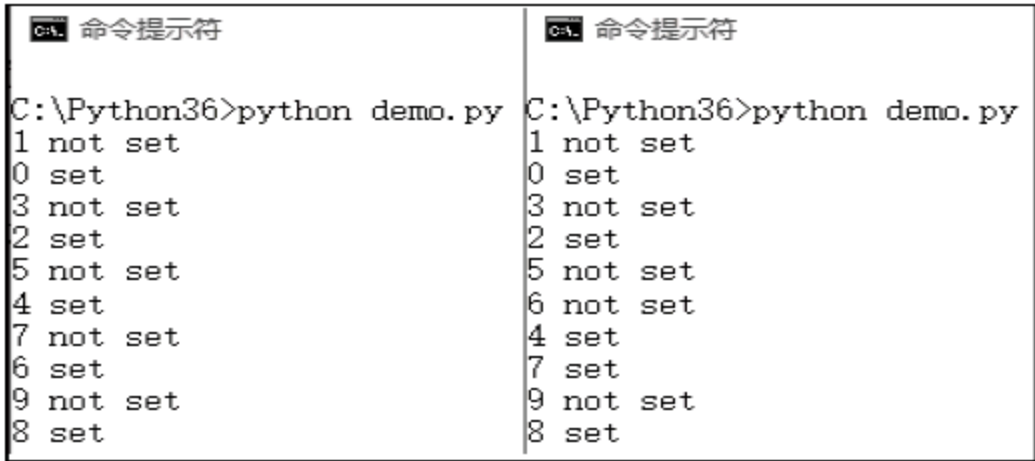 命令提示符
C:\Python36>python demo.py
1 not set
0 set
3 not set
2 set
5 not set
4 set
7 not set
6 set
9 not set
8 set
命令提示符
C:\Python36>python demo.py
1 not set
0 set
3 not set
2 set
5 not set
6 not set
4 set
7 set
9 not set
8 set